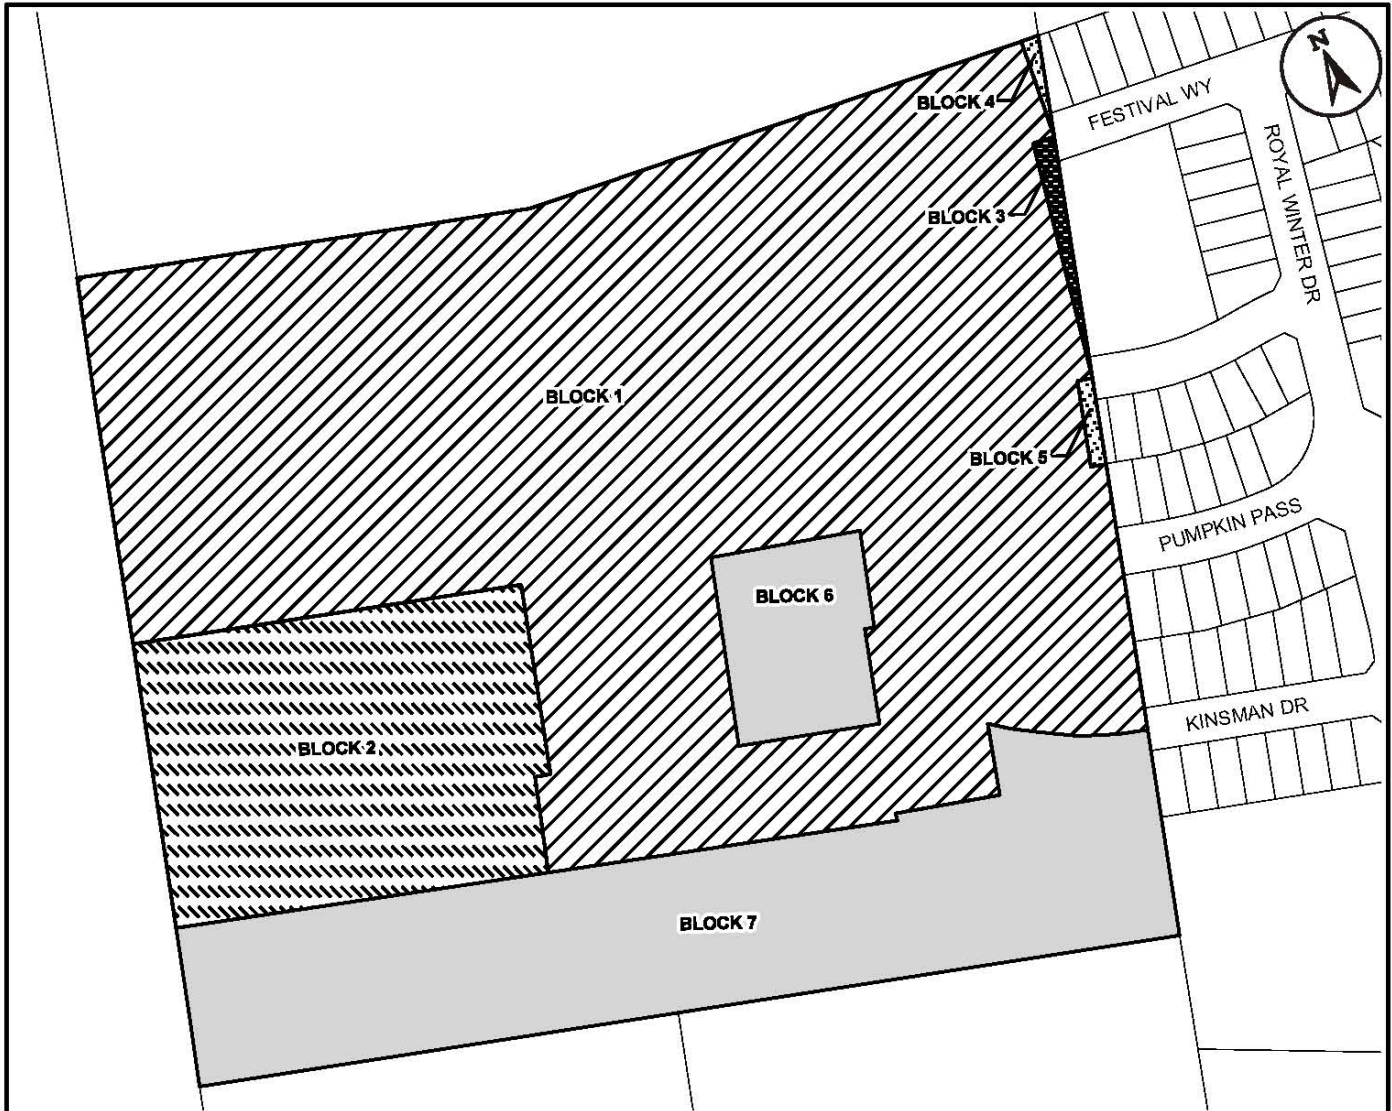 N
BLOCK 4
FESTIVAL WY
ROYAL WINTER DR
BLOCK 3
BLOCK 1
BLOCK 5
PUMPKIN PASS
BLOCK 6
KINSMAN DR
BLOCK 2
BLOCK 7